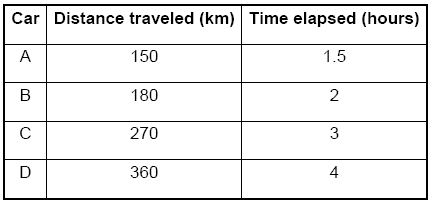 Car Distance traveled (km) Time elapsed (hours)
A 150 1.5
B 180 2
C 270 3
D 360 4